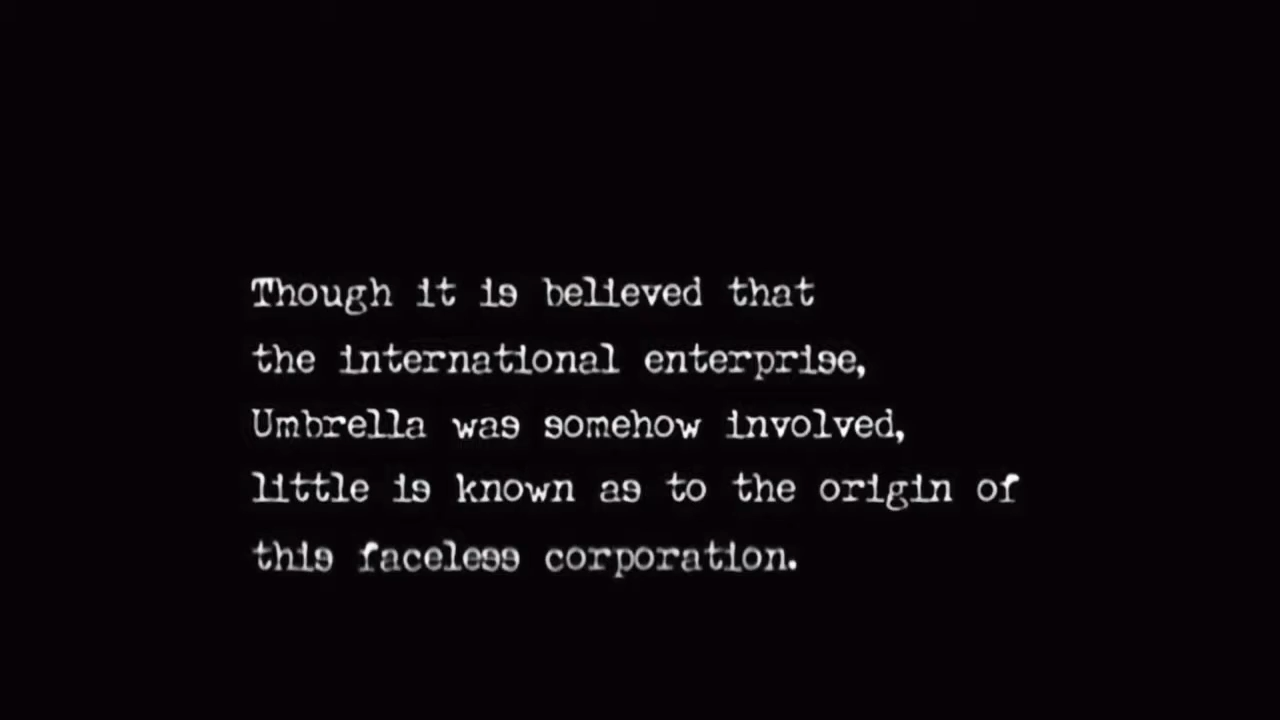 Though it is believed that
the international enterprise,
Umbrella was somehow involved,
little is known as to the origin of
this faceless corporation.